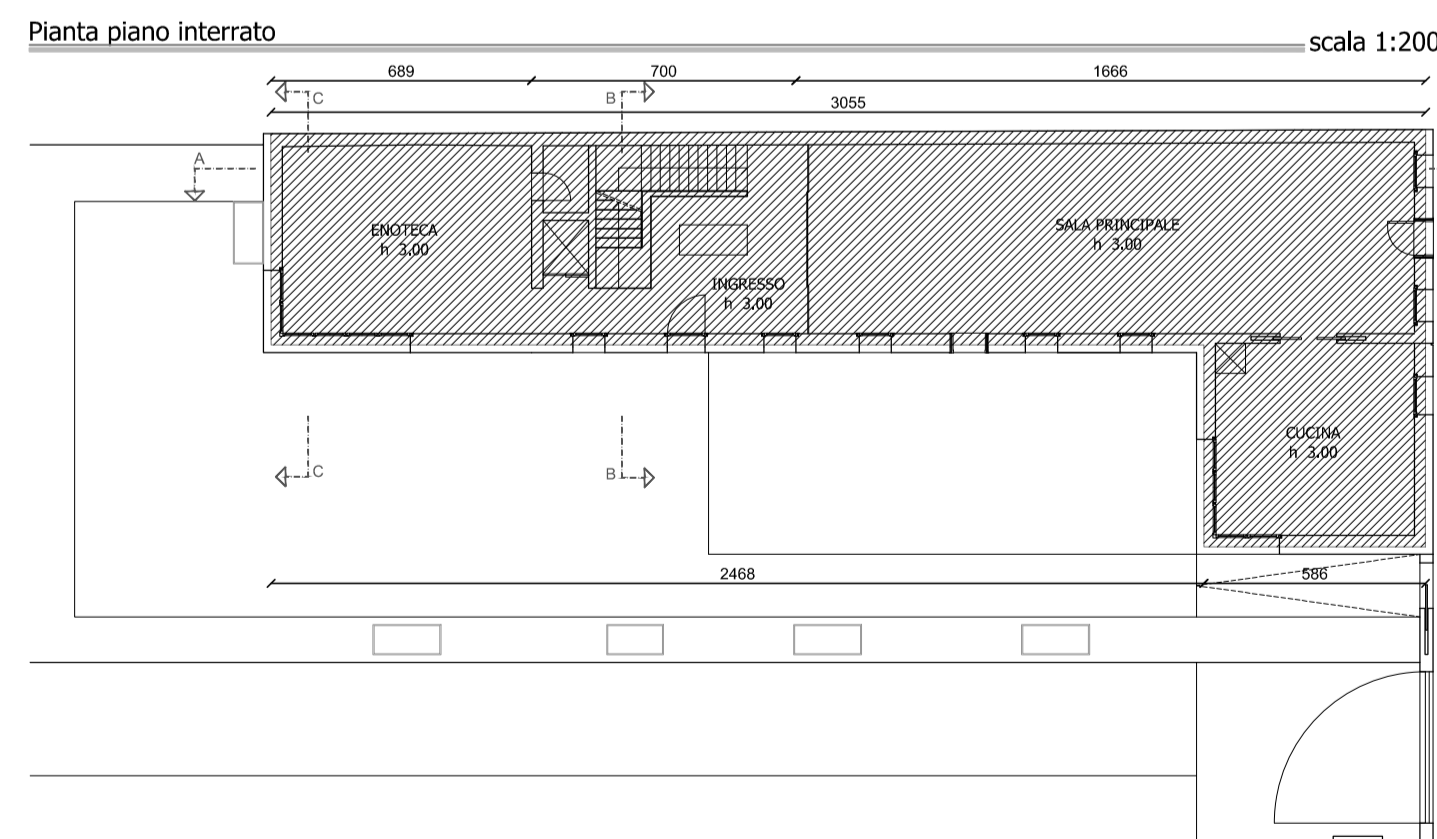 Pianta piano interrato
scala 1:200
689
700
1666
C
B
3055
A
ENOTECA
h 3.00
SALA PRINCIPALE
h 3.00
INGRESSO
h 3.00
CUCINA
h 3.00
C
B
2468
586